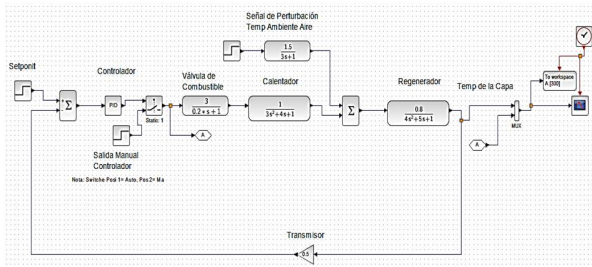 Señal de Perturbación
Temp Ambiente Aire
1.5
3s+1
Setponit
Controlador
Válvula de
Combustible
Calentador
Regenerador
Temp de la Capa
To workspace
A [300]
Σ
PID
Static: 1
3
0.2*s+1
1
3s²+4s+1
Σ
0.8
4s²+5s+1
MUX
A
A
Salida Manual
Controlador
Nota: Switche Posi 1= Auto, Pos 2= Ma
Transmisor
0.5